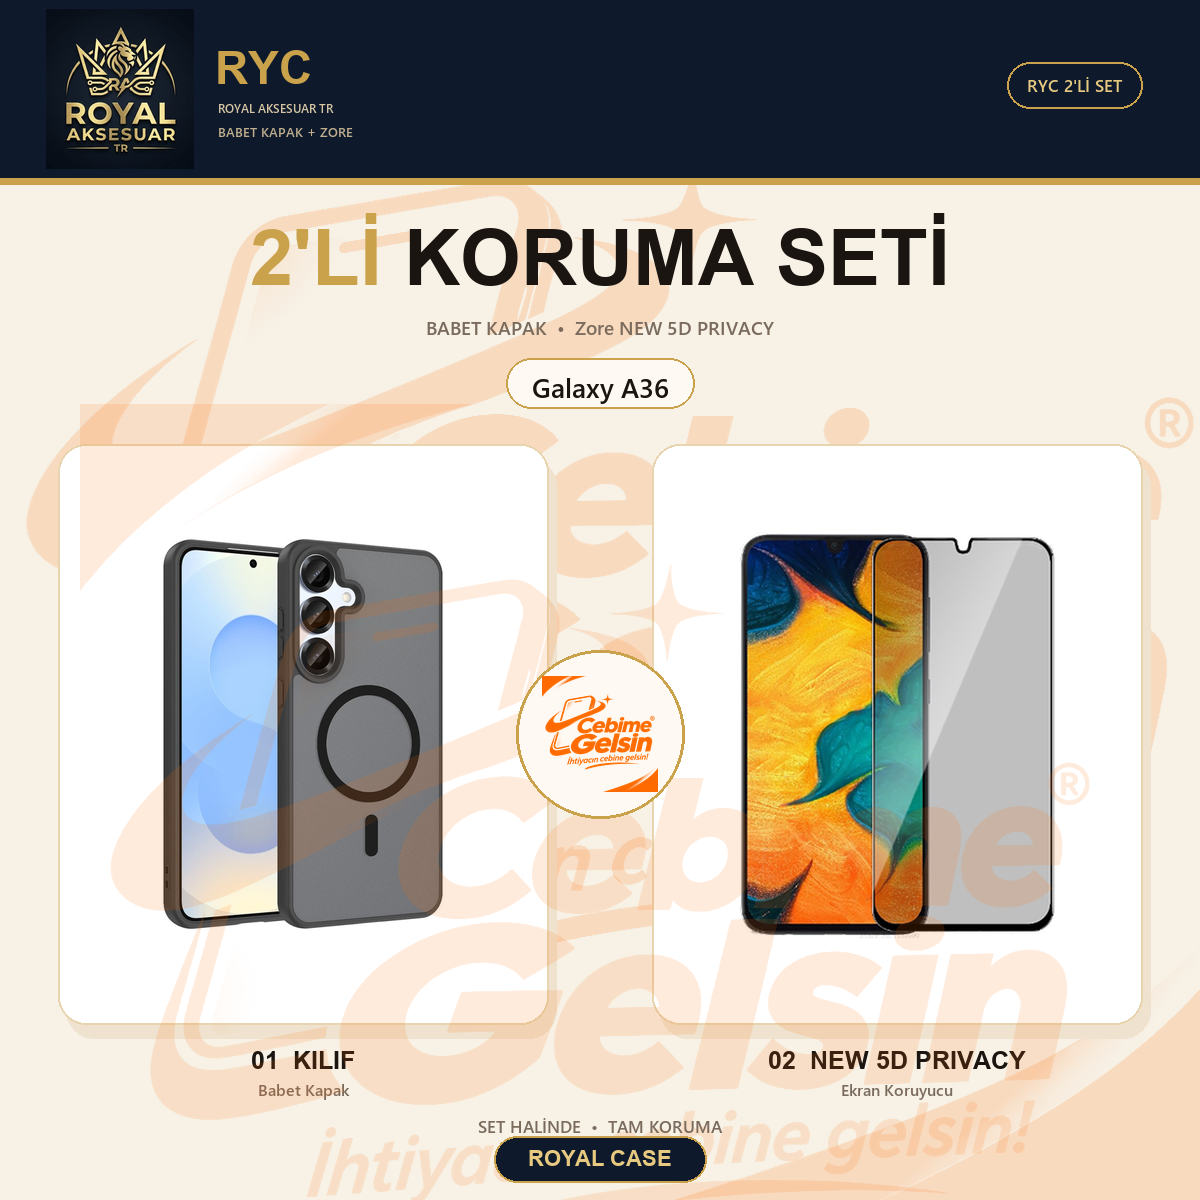 ROYAL
AKSESUAR
TR
RYC
ROYAL AKSESUAR TR
BABET KAPAK + ZORE
RYC 2'Lİ SET
2'Lİ KORUMA SETİ
BABET KAPAK • Zore NEW 5D PRIVACY
Galaxy A36
Cebime®
Gelsin
İhtiyacın cebine gelsin!
01 KILIF
Babet Kapak
02 NEW 5D PRIVACY
Ekran Koruyucu
SET HALİNDE • TAM KORUMA
ROYAL CASE
Cebime®
Gelsin